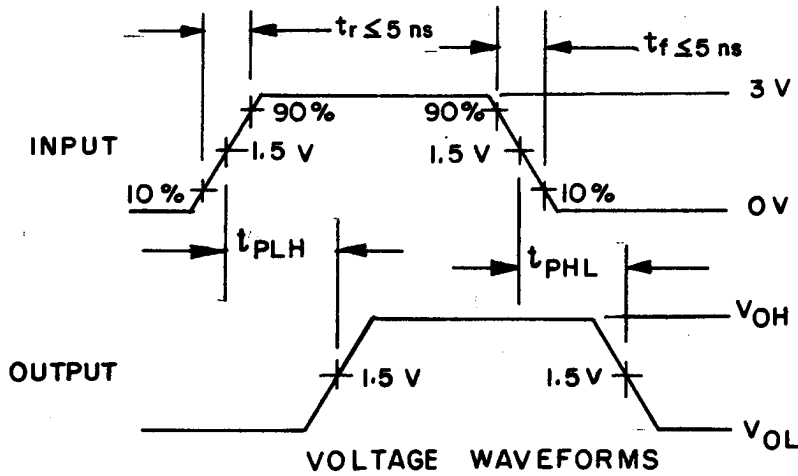 tr ≤ 5 ns
tf ≤ 5 ns
3 V
90%
90%
INPUT
1.5 V
1.5 V
10%
10%
0 V
tPLH
tPHL
VOH
OUTPUT
1.5 V
1.5 V
VOL
VOLTAGE WAVEFORMS